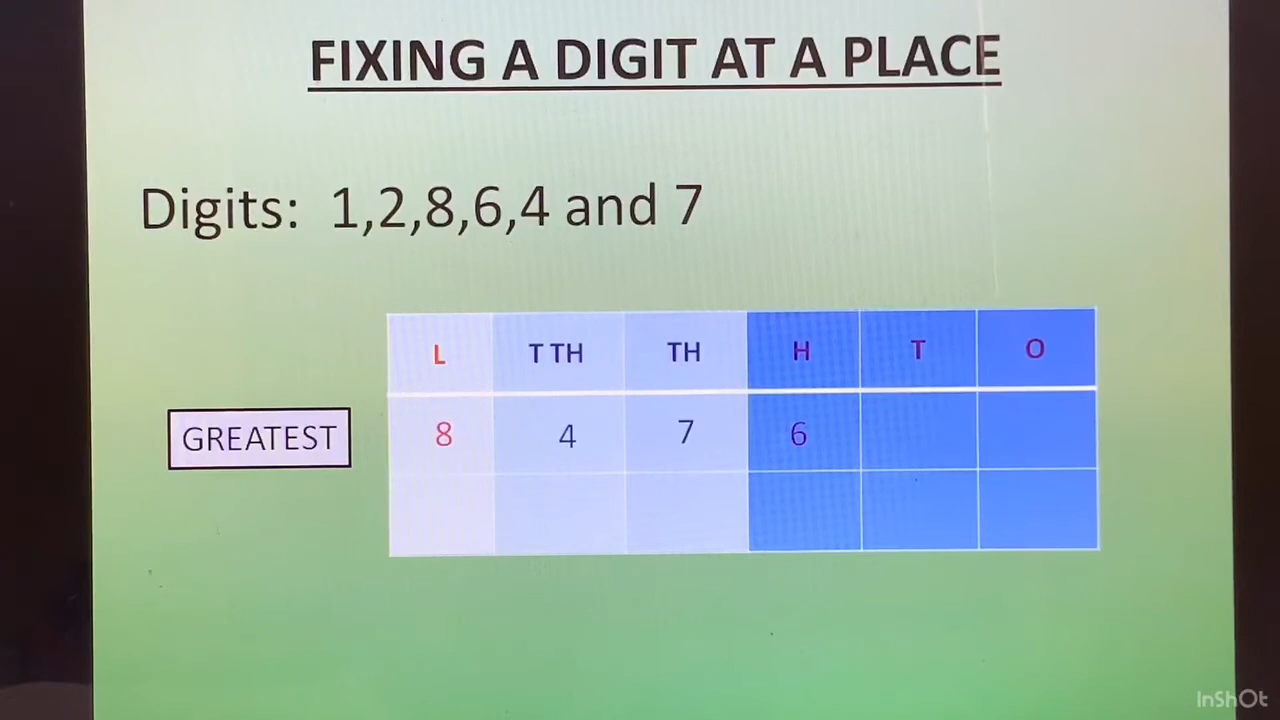 FIXING A DIGIT AT A PLACE
Digits: 1,2,8,6,4 and 7
L T TH TH H T O
GREATEST 8 4 7 6
InShOt